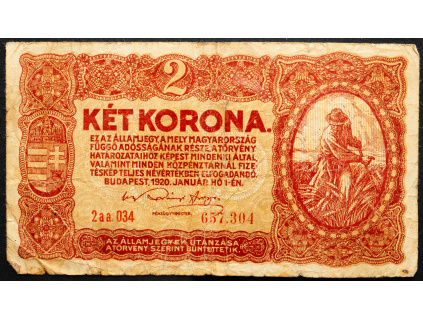 2
KÉT KORONA.
EZ AZ ÁLLAMJEGY, AMELY MAGYARORSZÁG
FÜGGŐ ADÓSSÁGÁNAK RÉSZE, A TÖRVÉNY
HATÁROZATAIHOZ KÉPEST MINDENKI ÁLTAL
VALAMINT MINDEN KÖZPÉNZTÁRNÁL FIZE-
TÉSKÉP TELJES NÉVÉRTÉKBEN ELFOGADANDÓ.
BUDAPEST, 1920. JANUÁR HÓ 1-ÉN.
2aa. 034
PÉNZÜGYMINISZTER.
657.304
AZ ÁLLAMJEGYEK UTÁNZÁSA
A TÖRVÉNY SZERINT BÜNTETTETIK.